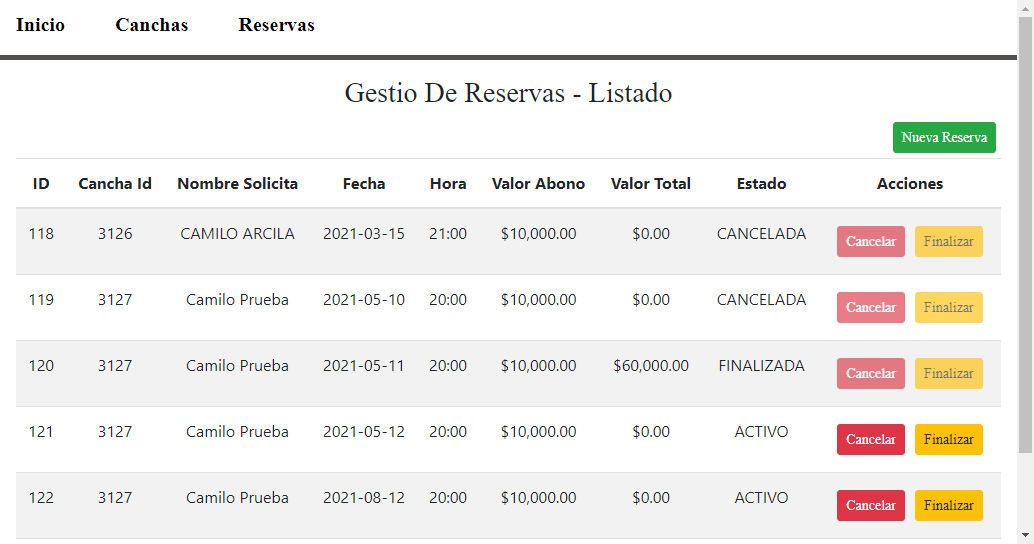 Inicio Canchas Reservas
Gestio De Reservas - Listado
Nueva Reserva
ID Cancha Id Nombre Solicita Fecha Hora Valor Abono Valor Total Estado Acciones
118 3126 CAMILO ARCILA 2021-03-15 21:00 $10,000.00 $0.00 CANCELADA Cancelar Finalizar
119 3127 Camilo Prueba 2021-05-10 20:00 $10,000.00 $0.00 CANCELADA Cancelar Finalizar
120 3127 Camilo Prueba 2021-05-11 20:00 $10,000.00 $60,000.00 FINALIZADA Cancelar Finalizar
121 3127 Camilo Prueba 2021-05-12 20:00 $10,000.00 $0.00 ACTIVO Cancelar Finalizar
122 3127 Camilo Prueba 2021-08-12 20:00 $10,000.00 $0.00 ACTIVO Cancelar Finalizar